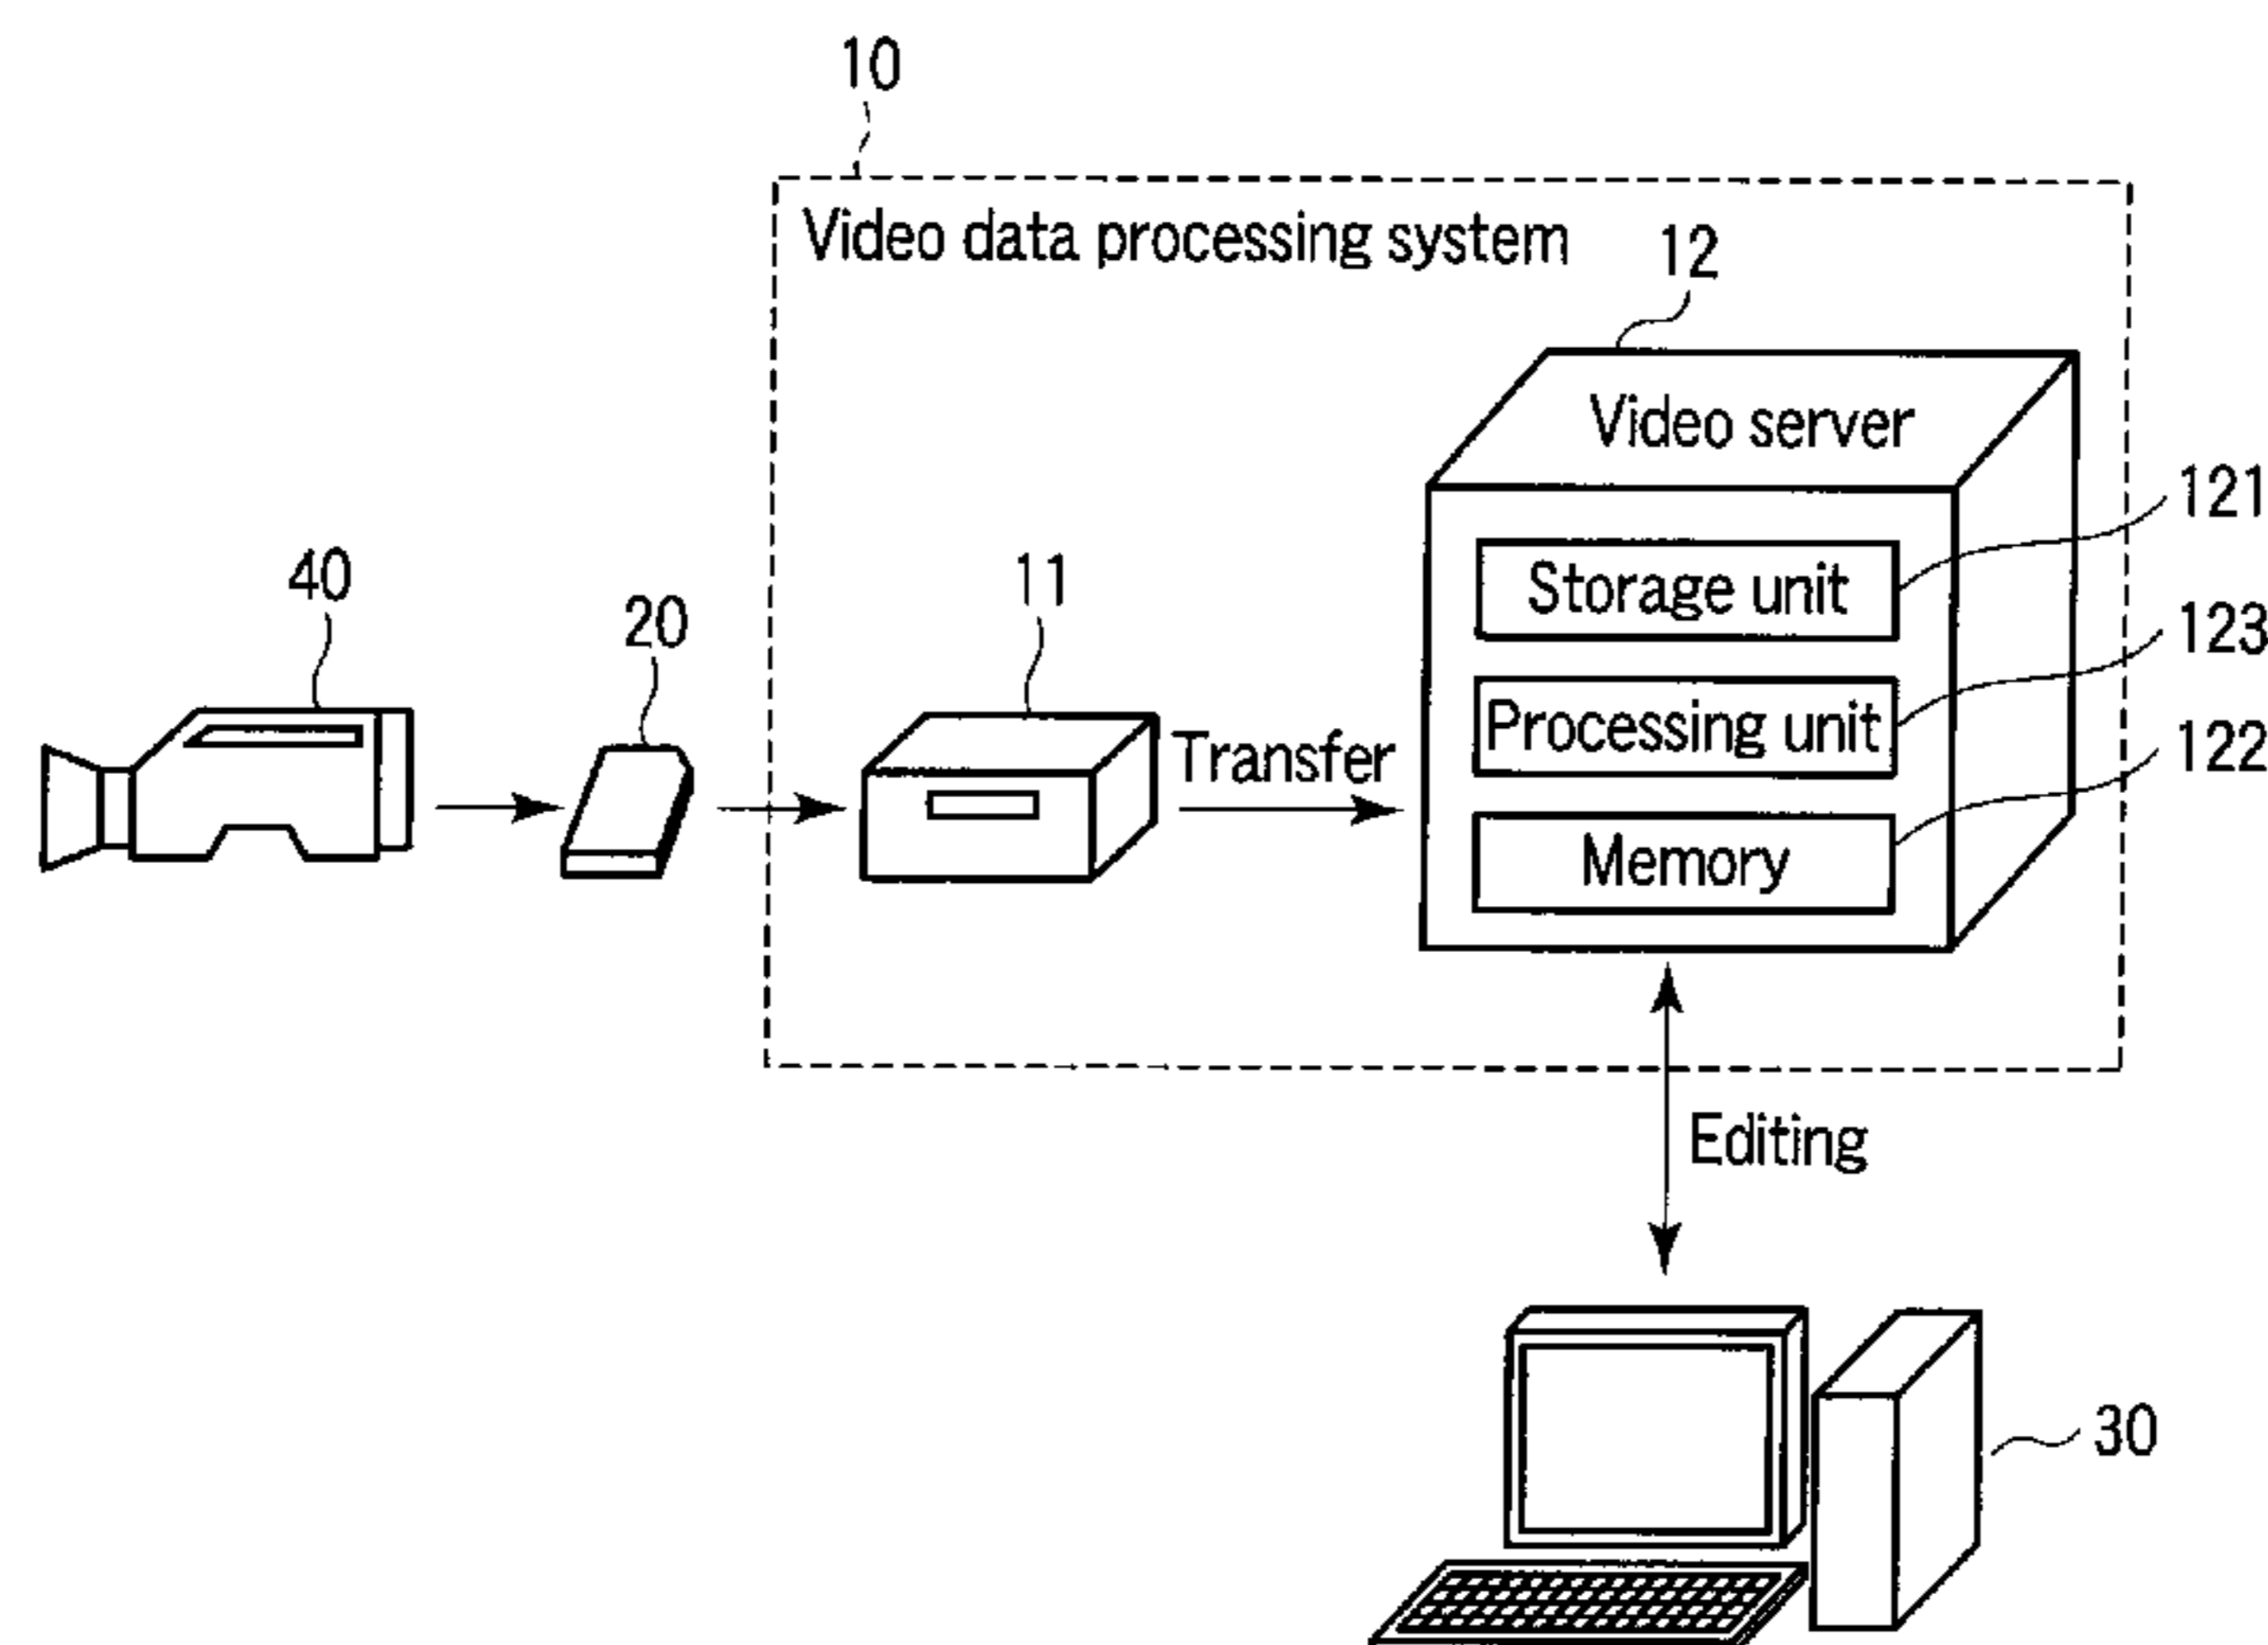 10
Video data processing system
12
Video server
121
Storage unit
40
11
20
123
Processing unit
Transfer
122
Memory
Editing
30